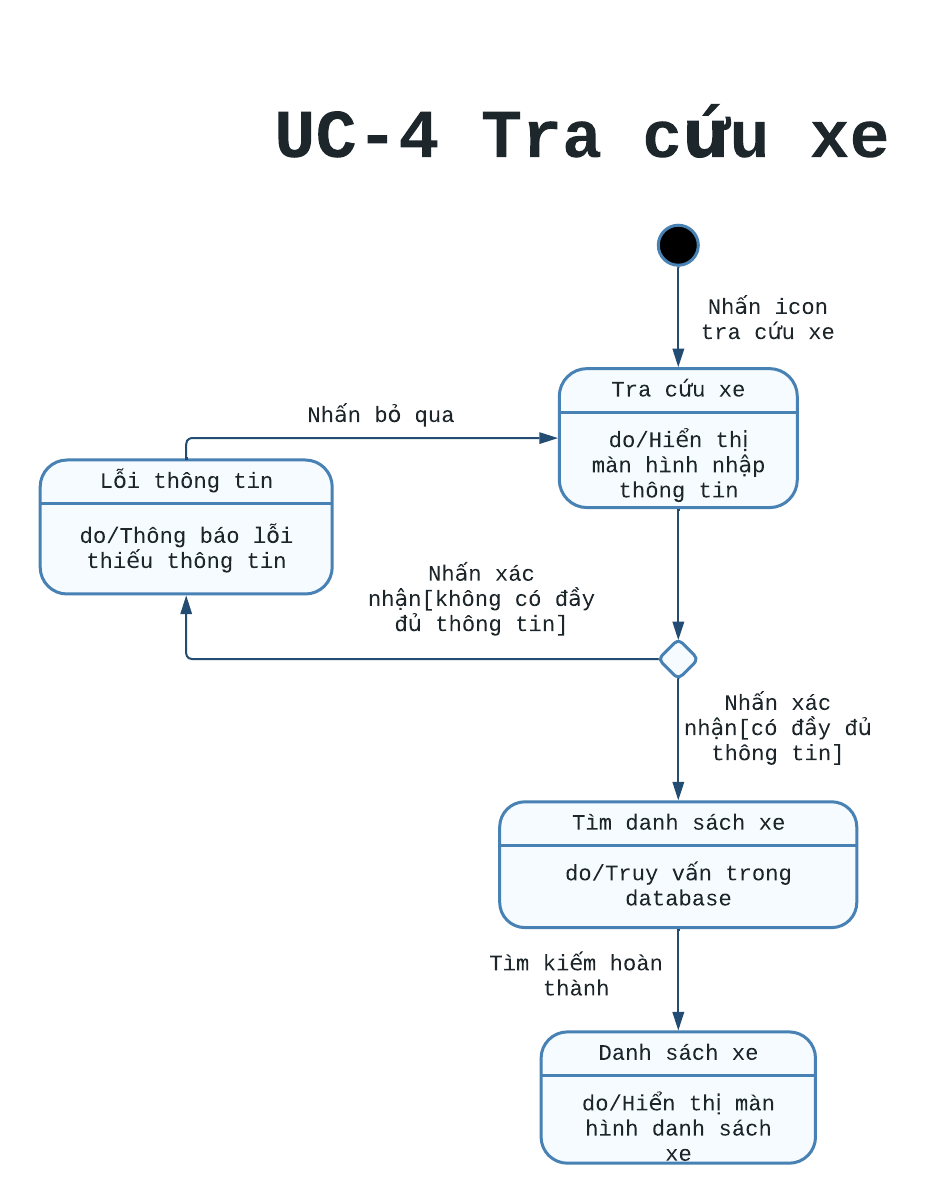 UC-4 Tra cứu xe
Nhấn icon
tra cứu xe
Tra cứu xe
do/Hiển thị
màn hình nhập
thông tin
Nhấn bỏ qua
Lỗi thông tin
do/Thông báo lỗi
thiếu thông tin
Nhấn xác
nhận[không có đầy
đủ thông tin]
Nhấn xác
nhận[có đầy đủ
thông tin]
Tìm danh sách xe
do/Truy vấn trong
database
Tìm kiếm hoàn
thành
Danh sách xe
do/Hiển thị màn
hình danh sách
xe